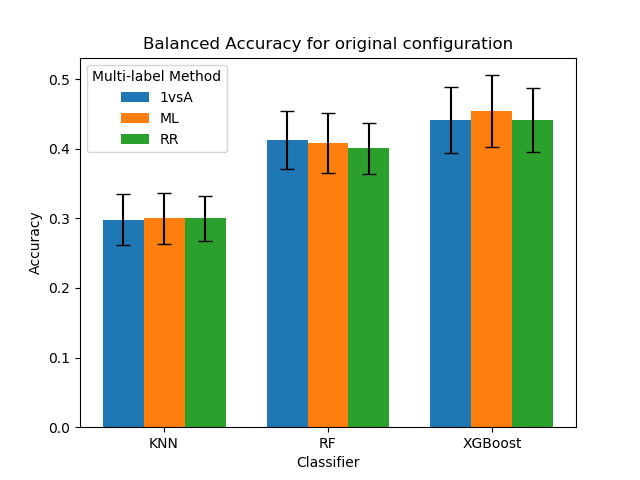 Balanced Accuracy for original configuration
Multi-label Method
1vsA
ML
RR
Accuracy
0.5
0.4
0.3
0.2
0.1
0.0
KNN
RF
XGBoost
Classifier